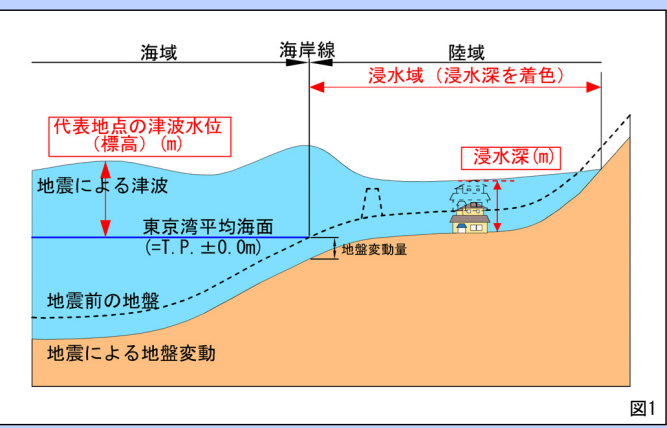 海域
海岸線
陸域
浸水域（浸水深を着色）
代表地点の津波水位
（標高）(m)
浸水深(m)
地震による津波
東京湾平均海面
(=T.P.±0.0m)
地盤変動量
地震前の地盤
地震による地盤変動
図1